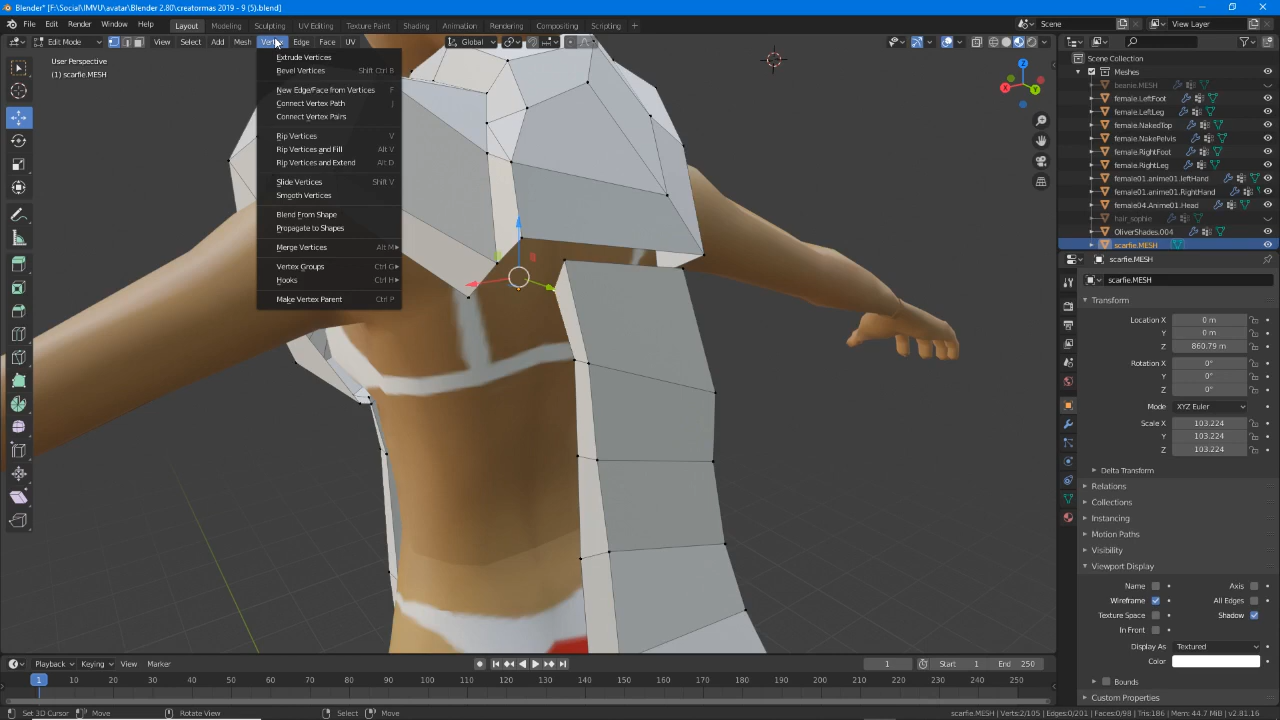 Blender* [F:\Social\IMVU\avatar\Blender 2.80\creatormas 2019 - 9 (5).blend]
File Edit Render Window Help Layout Modeling Sculpting UV Editing Texture Paint Shading Animation Rendering Compositing Scripting + Scene View Layer
Edit Mode View Select Add Mesh Vertex Edge Face UV Global
User Perspective
(1) scarfie.MESH
Extrude Vertices
Bevel Vertices Shift Ctrl B
New Edge/Face from Vertices F
Connect Vertex Path J
Connect Vertex Pairs
Rip Vertices V
Rip Vertices and Fill Alt V
Rip Vertices and Extend Alt D
Slide Vertices Shift V
Smooth Vertices
Blend From Shape
Propagate to Shapes
Merge Vertices Alt M
Vertex Groups Ctrl G
Hooks Ctrl H
Make Vertex Parent Ctrl P
X
Y
Z
Scene Collection
Meshes
beanie.MESH
female.LeftFoot
female.LeftLeg
female.NakedTop
female.NakePelvis
female.RightFoot
female.RightLeg
female01.anime01.leftHand
female01.anime01.RightHand
female04.Anime01.Head
hair_sophie
OliverShades.004
scarfie.MESH
scarfie.MESH
scarfie.MESH
Transform
Location X 0 m
Y 0 m
Z 860.79 m
Rotation X 0°
Y 0°
Z 0°
Mode XYZ Euler
Scale X 103.224
Y 103.224
Z 103.224
Delta Transform
Relations
Collections
Instancing
Motion Paths
Visibility
Viewport Display
Name Axis
Wireframe All Edges
Texture Space Shadow
In Front
Display As Textured
Color
Bounds
Custom Properties
Playback Keying View Marker 1 Start 1 End 250
1 10 20 30 40 50 60 70 80 90 100 110 120 130 140 150 160 170 180 190 200 210 220 230 240 250
Set 3D Cursor Move Rotate View Select Move scarfie.MESH | Verts:2/105 | Edges:0/201 | Faces:0/98 | Tris:186 | Mem: 44.7 MiB | v2.81.16